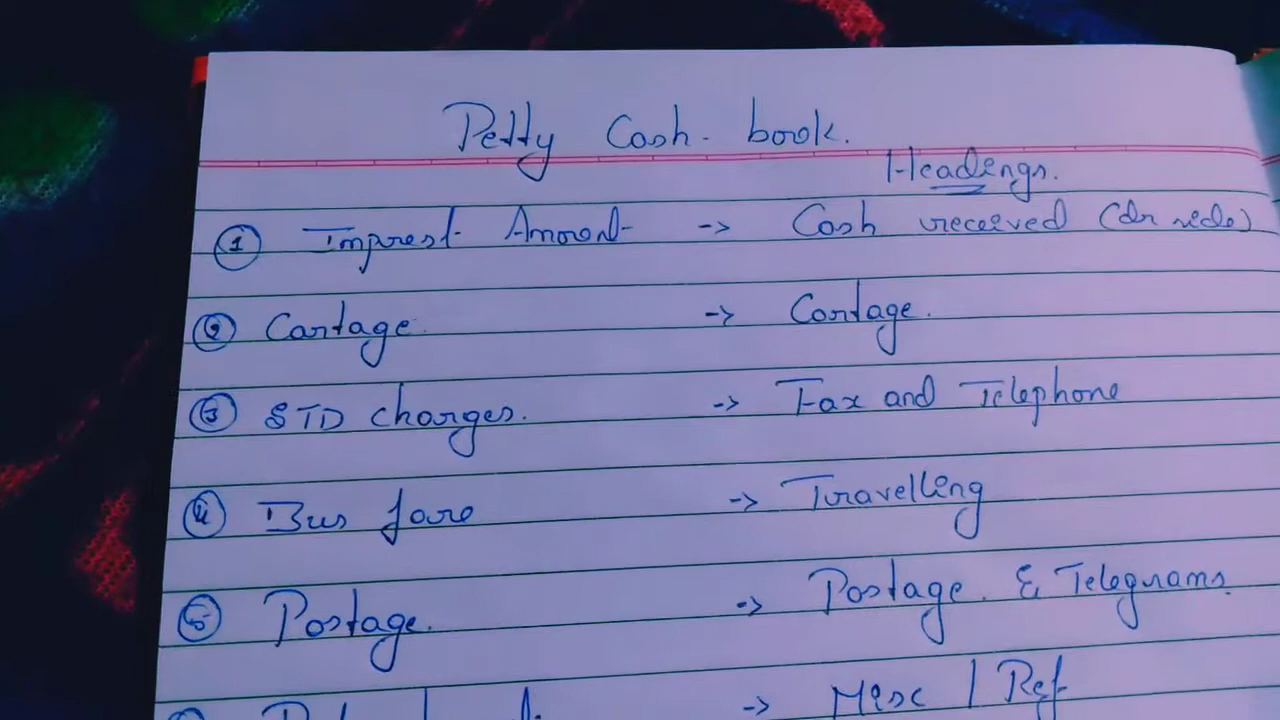 Petty Cash book.
Headings.
① Imprest Amount -> Cash received (dr side)
② Cartage. -> Cartage.
③ STD charges. -> Fax and Telephone
④ Bus fare -> Travelling
⑤ Postage. -> Postage. & Telegrams.
-> Misc / Ref